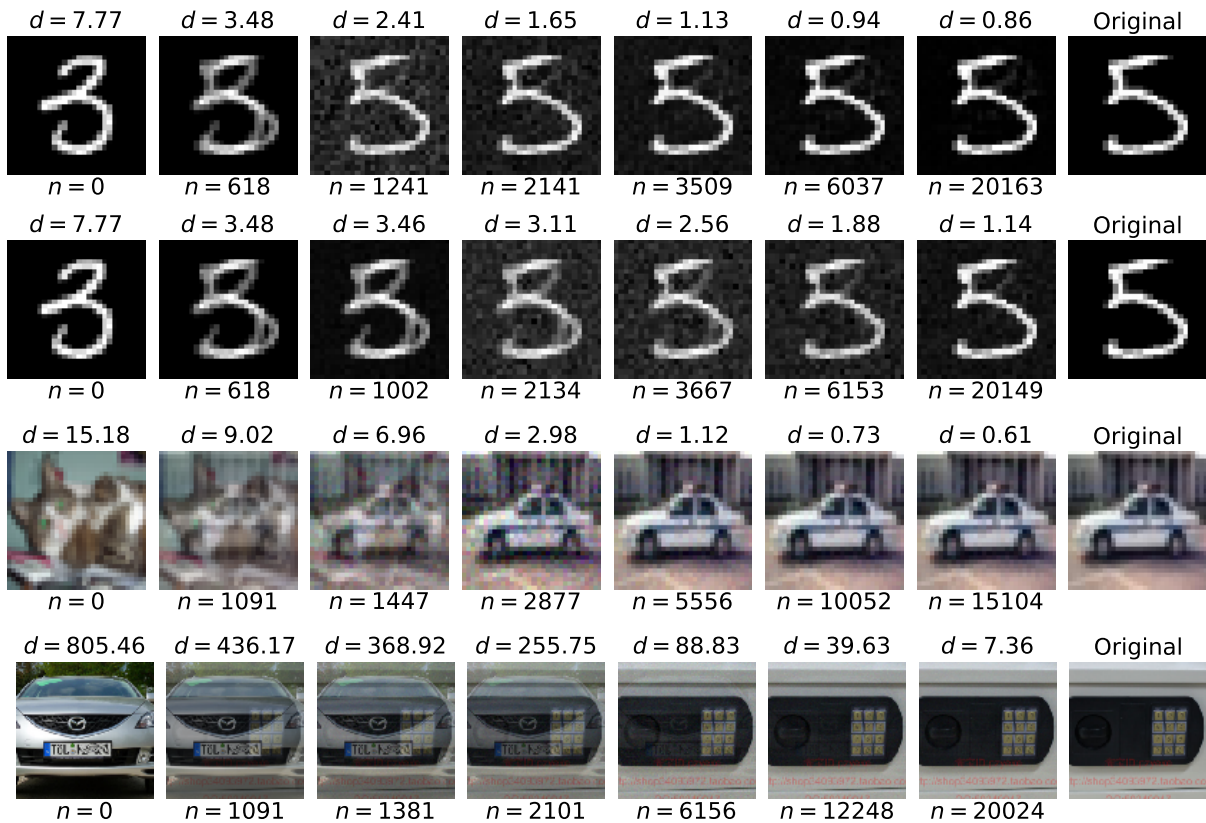 d = 7.77 d = 3.48 d = 2.41 d = 1.65 d = 1.13 d = 0.94 d = 0.86 Original
n = 0 n = 618 n = 1241 n = 2141 n = 3509 n = 6037 n = 20163
d = 7.77 d = 3.48 d = 3.46 d = 3.11 d = 2.56 d = 1.88 d = 1.14 Original
n = 0 n = 618 n = 1002 n = 2134 n = 3667 n = 6153 n = 20149
d = 15.18 d = 9.02 d = 6.96 d = 2.98 d = 1.12 d = 0.73 d = 0.61 Original
n = 0 n = 1091 n = 1447 n = 2877 n = 5556 n = 10052 n = 15104
d = 805.46 d = 436.17 d = 368.92 d = 255.75 d = 88.83 d = 39.63 d = 7.36 Original
n = 0 n = 1091 n = 1381 n = 2101 n = 6156 n = 12248 n = 20024